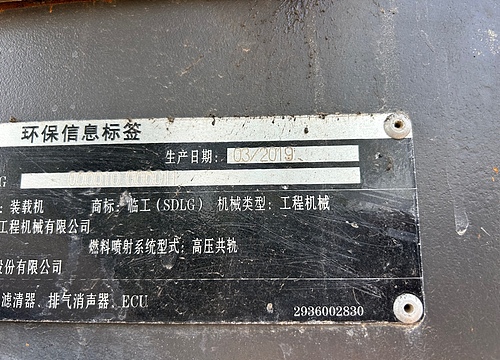 环保信息标签
生产日期: 03/2019
G
: 装载机 商标: 临工(SDLG) 机械类型: 工程机械
工程机械有限公司
燃料喷射系统型式: 高压共轨
股份有限公司
滤清器、排气消声器、ECU
2936002830